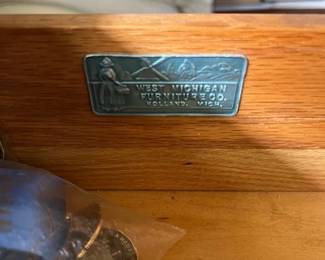 WEST MICHIGAN
FURNITURE CO.
HOLLAND, MICH.